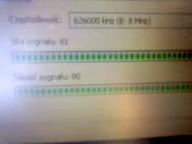 Częstotliwość: 626000 kHz (B: 8 MHz)
Siła sygnału: 81
Jakość sygnału: 80